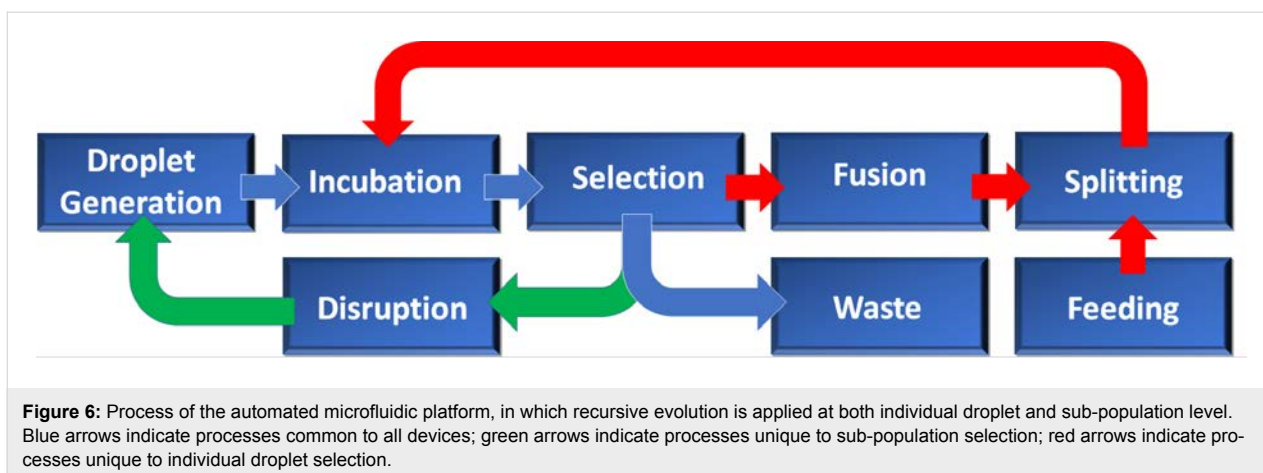 Droplet
Generation
Incubation
Selection
Fusion
Splitting
Disruption
Waste
Feeding
Figure 6: Process of the automated microfluidic platform, in which recursive evolution is applied at both individual droplet and sub-population level.
Blue arrows indicate processes common to all devices; green arrows indicate processes unique to sub-population selection; red arrows indicate pro-
cesses unique to individual droplet selection.